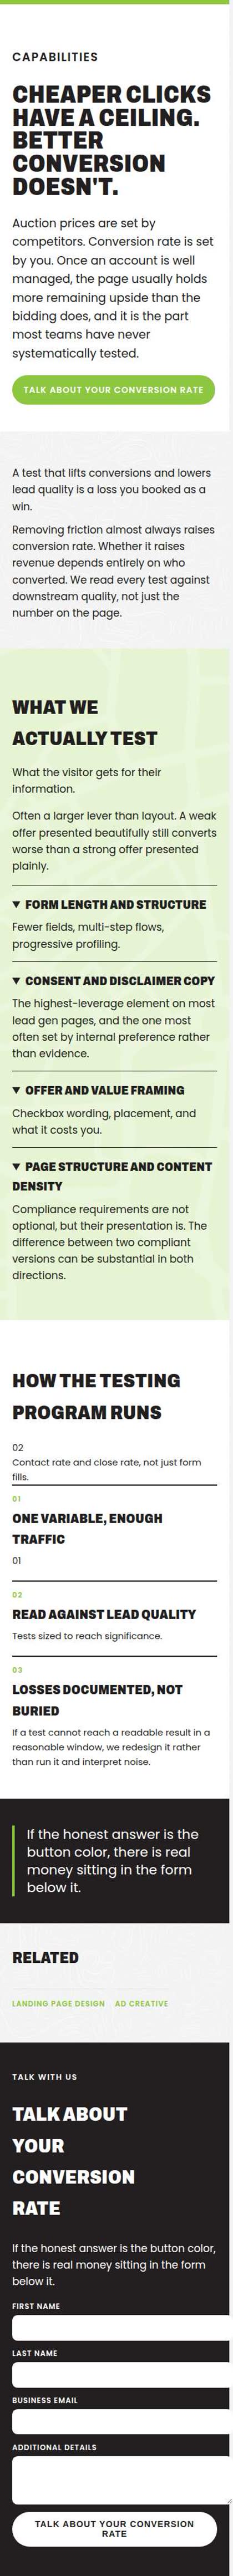 CAPABILITIES
CHEAPER CLICKS
HAVE A CEILING.
BETTER
CONVERSION
DOESN'T.
Auction prices are set by
competitors. Conversion rate is set
by you. Once an account is well
managed, the page usually holds
more remaining upside than the
bidding does, and it is the part
most teams have never
systematically tested.
TALK ABOUT YOUR CONVERSION RATE
A test that lifts conversions and lowers
lead quality is a loss you booked as a
win.
Removing friction almost always raises
conversion rate. Whether it raises
revenue depends entirely on who
converted. We read every test against
downstream quality, not just the
number on the page.
WHAT WE
ACTUALLY TEST
What the visitor gets for their
information.
Often a larger lever than layout. A weak
offer presented beautifully still converts
worse than a strong offer presented
plainly.
▼ FORM LENGTH AND STRUCTURE
Fewer fields, multi-step flows,
progressive profiling.
▼ CONSENT AND DISCLAIMER COPY
The highest-leverage element on most
lead gen pages, and the one most
often set by internal preference rather
than evidence.
▼ OFFER AND VALUE FRAMING
Checkbox wording, placement, and
what it costs you.
▼ PAGE STRUCTURE AND CONTENT
DENSITY
Compliance requirements are not
optional, but their presentation is. The
difference between two compliant
versions can be substantial in both
directions.
HOW THE TESTING
PROGRAM RUNS
02
Contact rate and close rate, not just form
fills.
01
ONE VARIABLE, ENOUGH
TRAFFIC
01
02
READ AGAINST LEAD QUALITY
Tests sized to reach significance.
03
LOSSES DOCUMENTED, NOT
BURIED
If a test cannot reach a readable result in a
reasonable window, we redesign it rather
than run it and interpret noise.
If the honest answer is the
button color, there is real
money sitting in the form
below it.
RELATED
LANDING PAGE DESIGN AD CREATIVE
TALK WITH US
TALK ABOUT
YOUR
CONVERSION
RATE
If the honest answer is the button color,
there is real money sitting in the form
below it.
FIRST NAME
LAST NAME
BUSINESS EMAIL
ADDITIONAL DETAILS
TALK ABOUT YOUR CONVERSION
RATE